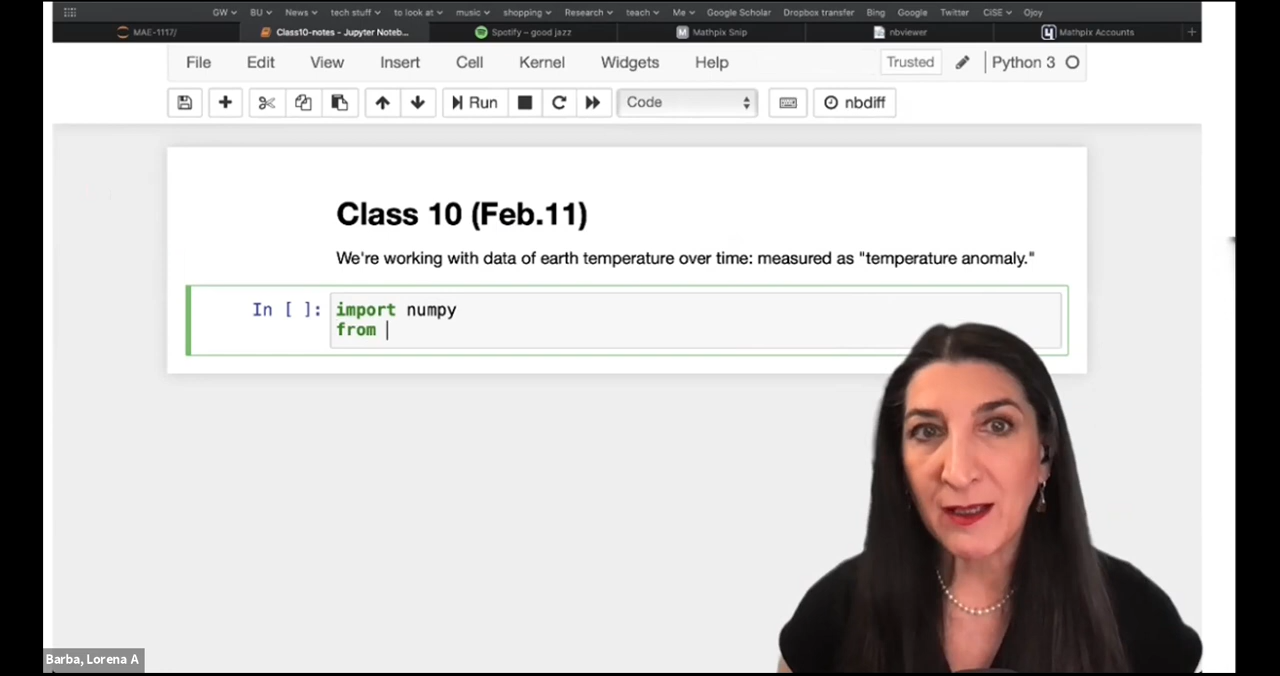 GW BU News tech stuff to look at music shopping Research teach Me Google Scholar Dropbox transfer Bing Google Twitter CISE Ojoy
MAE-1117/ Class10-notes - Jupyter Noteb... Spotify – good jazz Mathpix Snip nbviewer Mathpix Accounts +
File Edit View Insert Cell Kernel Widgets Help Trusted Python 3
Run Code nbdiff
Class 10 (Feb.11)
We're working with data of earth temperature over time: measured as "temperature anomaly."
In [ ]: import numpy
from
Barba, Lorena A